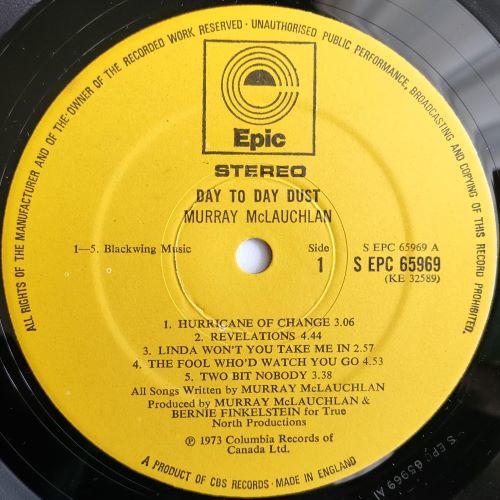 ALL RIGHTS OF THE MANUFACTURER AND OF THE OWNER OF THE RECORDED WORK RESERVED · UNAUTHORISED PUBLIC PERFORMANCE, BROADCASTING AND COPYING OF THIS RECORD PROHIBITED.
Epic
STEREO
DAY TO DAY DUST
MURRAY McLAUCHLAN
1—5. Blackwing Music
Side
1
S EPC 65969 A
S EPC 65969
(KE 32589)
1. HURRICANE OF CHANGE 3.06
2. REVELATIONS 4.44
3. LINDA WON'T YOU TAKE ME IN 2.57
4. THE FOOL WHO'D WATCH YOU GO 4.53
5. TWO BIT NOBODY 3.38
All Songs Written by MURRAY McLAUCHLAN
Produced by MURRAY McLAUCHLAN &
BERNIE FINKELSTEIN for True
North Productions
℗ 1973 Columbia Records of
Canada Ltd.
A PRODUCT OF CBS RECORDS · MADE IN ENGLAND